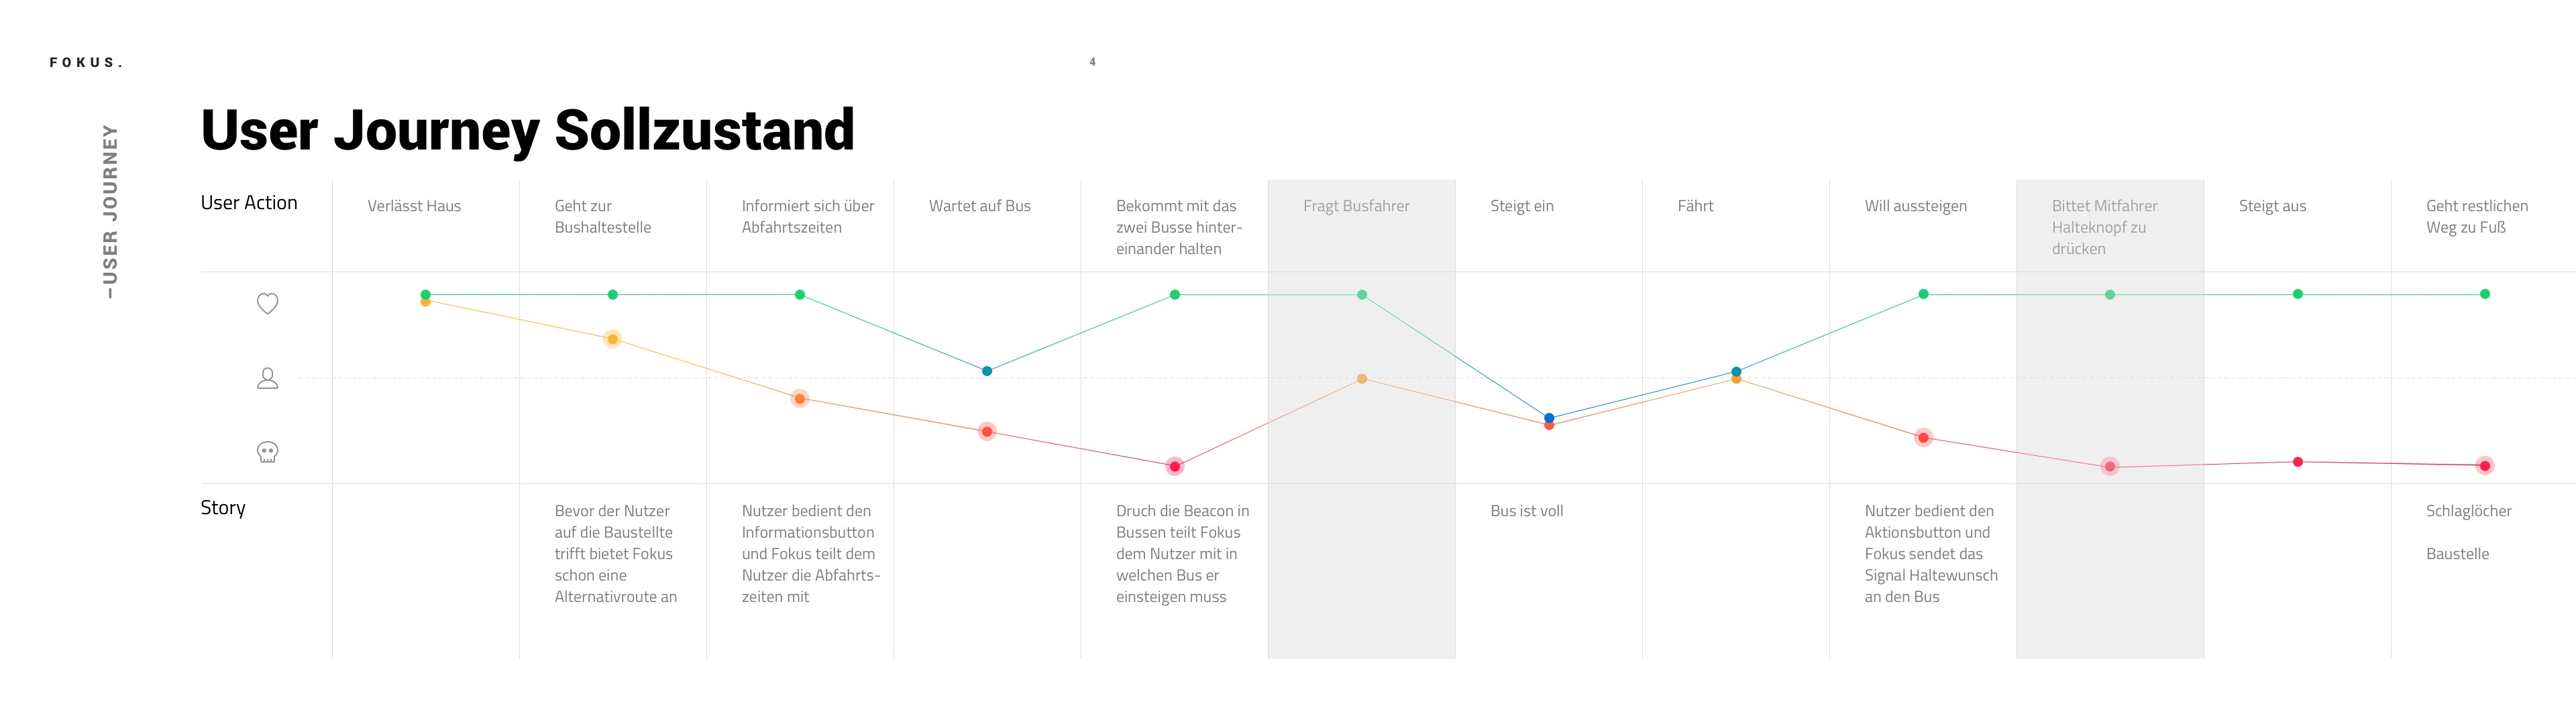 FOKUS.
4
–USER JOURNEY
User Journey Sollzustand
User Action
Verlässt Haus
Geht zur
Bushaltestelle
Informiert sich über
Abfahrtszeiten
Wartet auf Bus
Bekommt mit das
zwei Busse hinter-
einander halten
Fragt Busfahrer
Steigt ein
Fährt
Will aussteigen
Bittet Mitfahrer
Halteknopf zu
drücken
Steigt aus
Geht restlichen
Weg zu Fuß
Story
Bevor der Nutzer
auf die Baustellte
trifft bietet Fokus
schon eine
Alternativroute an
Nutzer bedient den
Informationsbutton
und Fokus teilt dem
Nutzer die Abfahrts-
zeiten mit
Druch die Beacon in
Bussen teilt Fokus
dem Nutzer mit in
welchen Bus er
einsteigen muss
Bus ist voll
Nutzer bedient den
Aktionsbutton und
Fokus sendet das
Signal Haltewunsch
an den Bus
Schlaglöcher
Baustelle